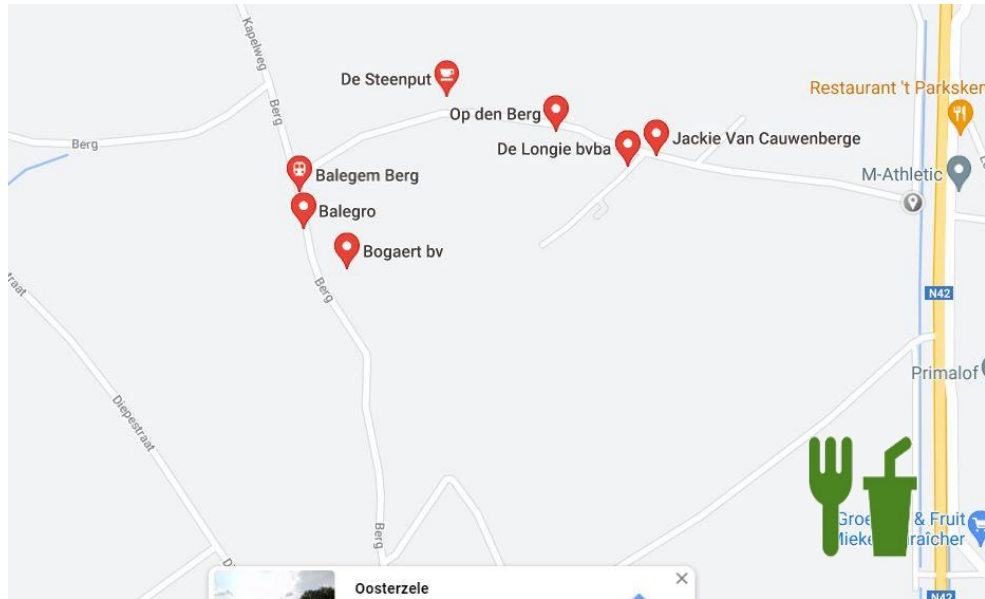 Kapelweg
De Steenput
Berg
Restaurant 't Parksken
Op den Berg
Berg
De Longie bvba
Jackie Van Cauwenberge
Balegem Berg
M-Athletic
Balegro
Bogaert bv
Berg
N42
Primalof
Diepestraat
& Fruit
Berg
Oosterzele
N42